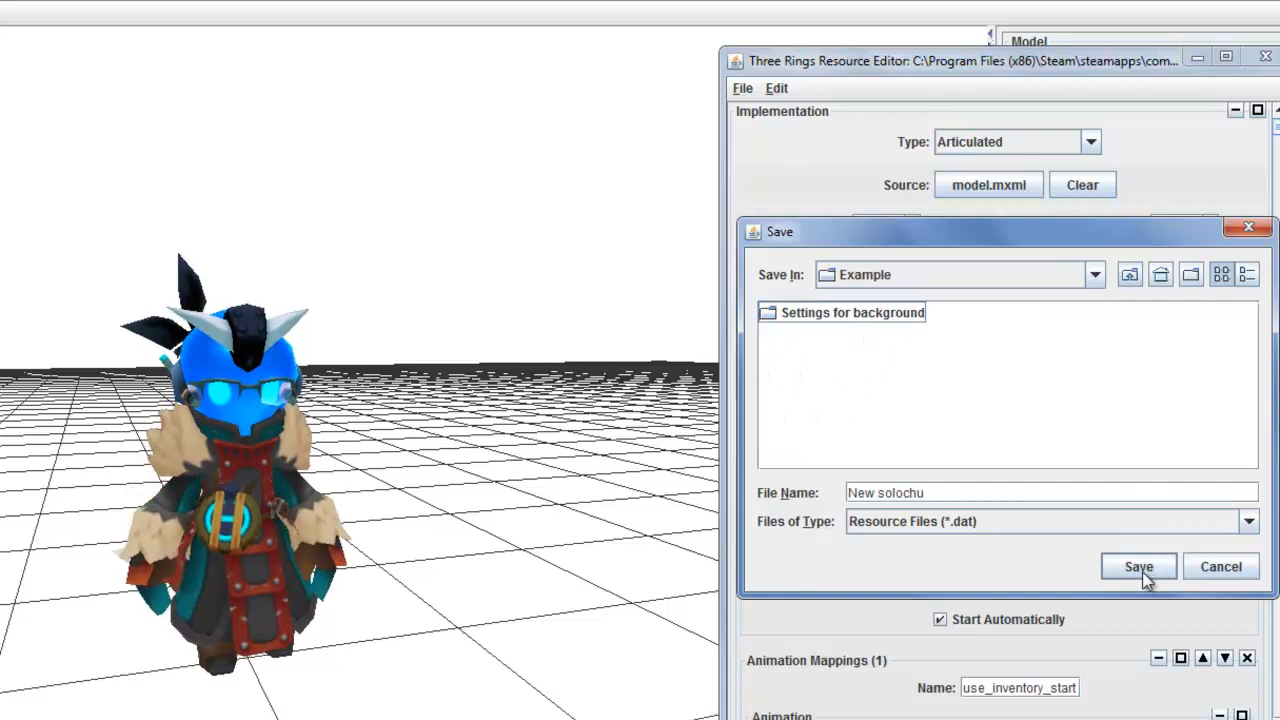 Model
Three Rings Resource Editor: C:\Program Files (x86)\Steam\steamapps\com...
File Edit
Implementation
Type: Articulated
Source: model.mxml Clear
Save
Save In: Example
Settings for background
File Name: New solochu
Files of Type: Resource Files (*.dat)
Save Cancel
Start Automatically
Animation Mappings (1)
Name: use_inventory_start
Animation